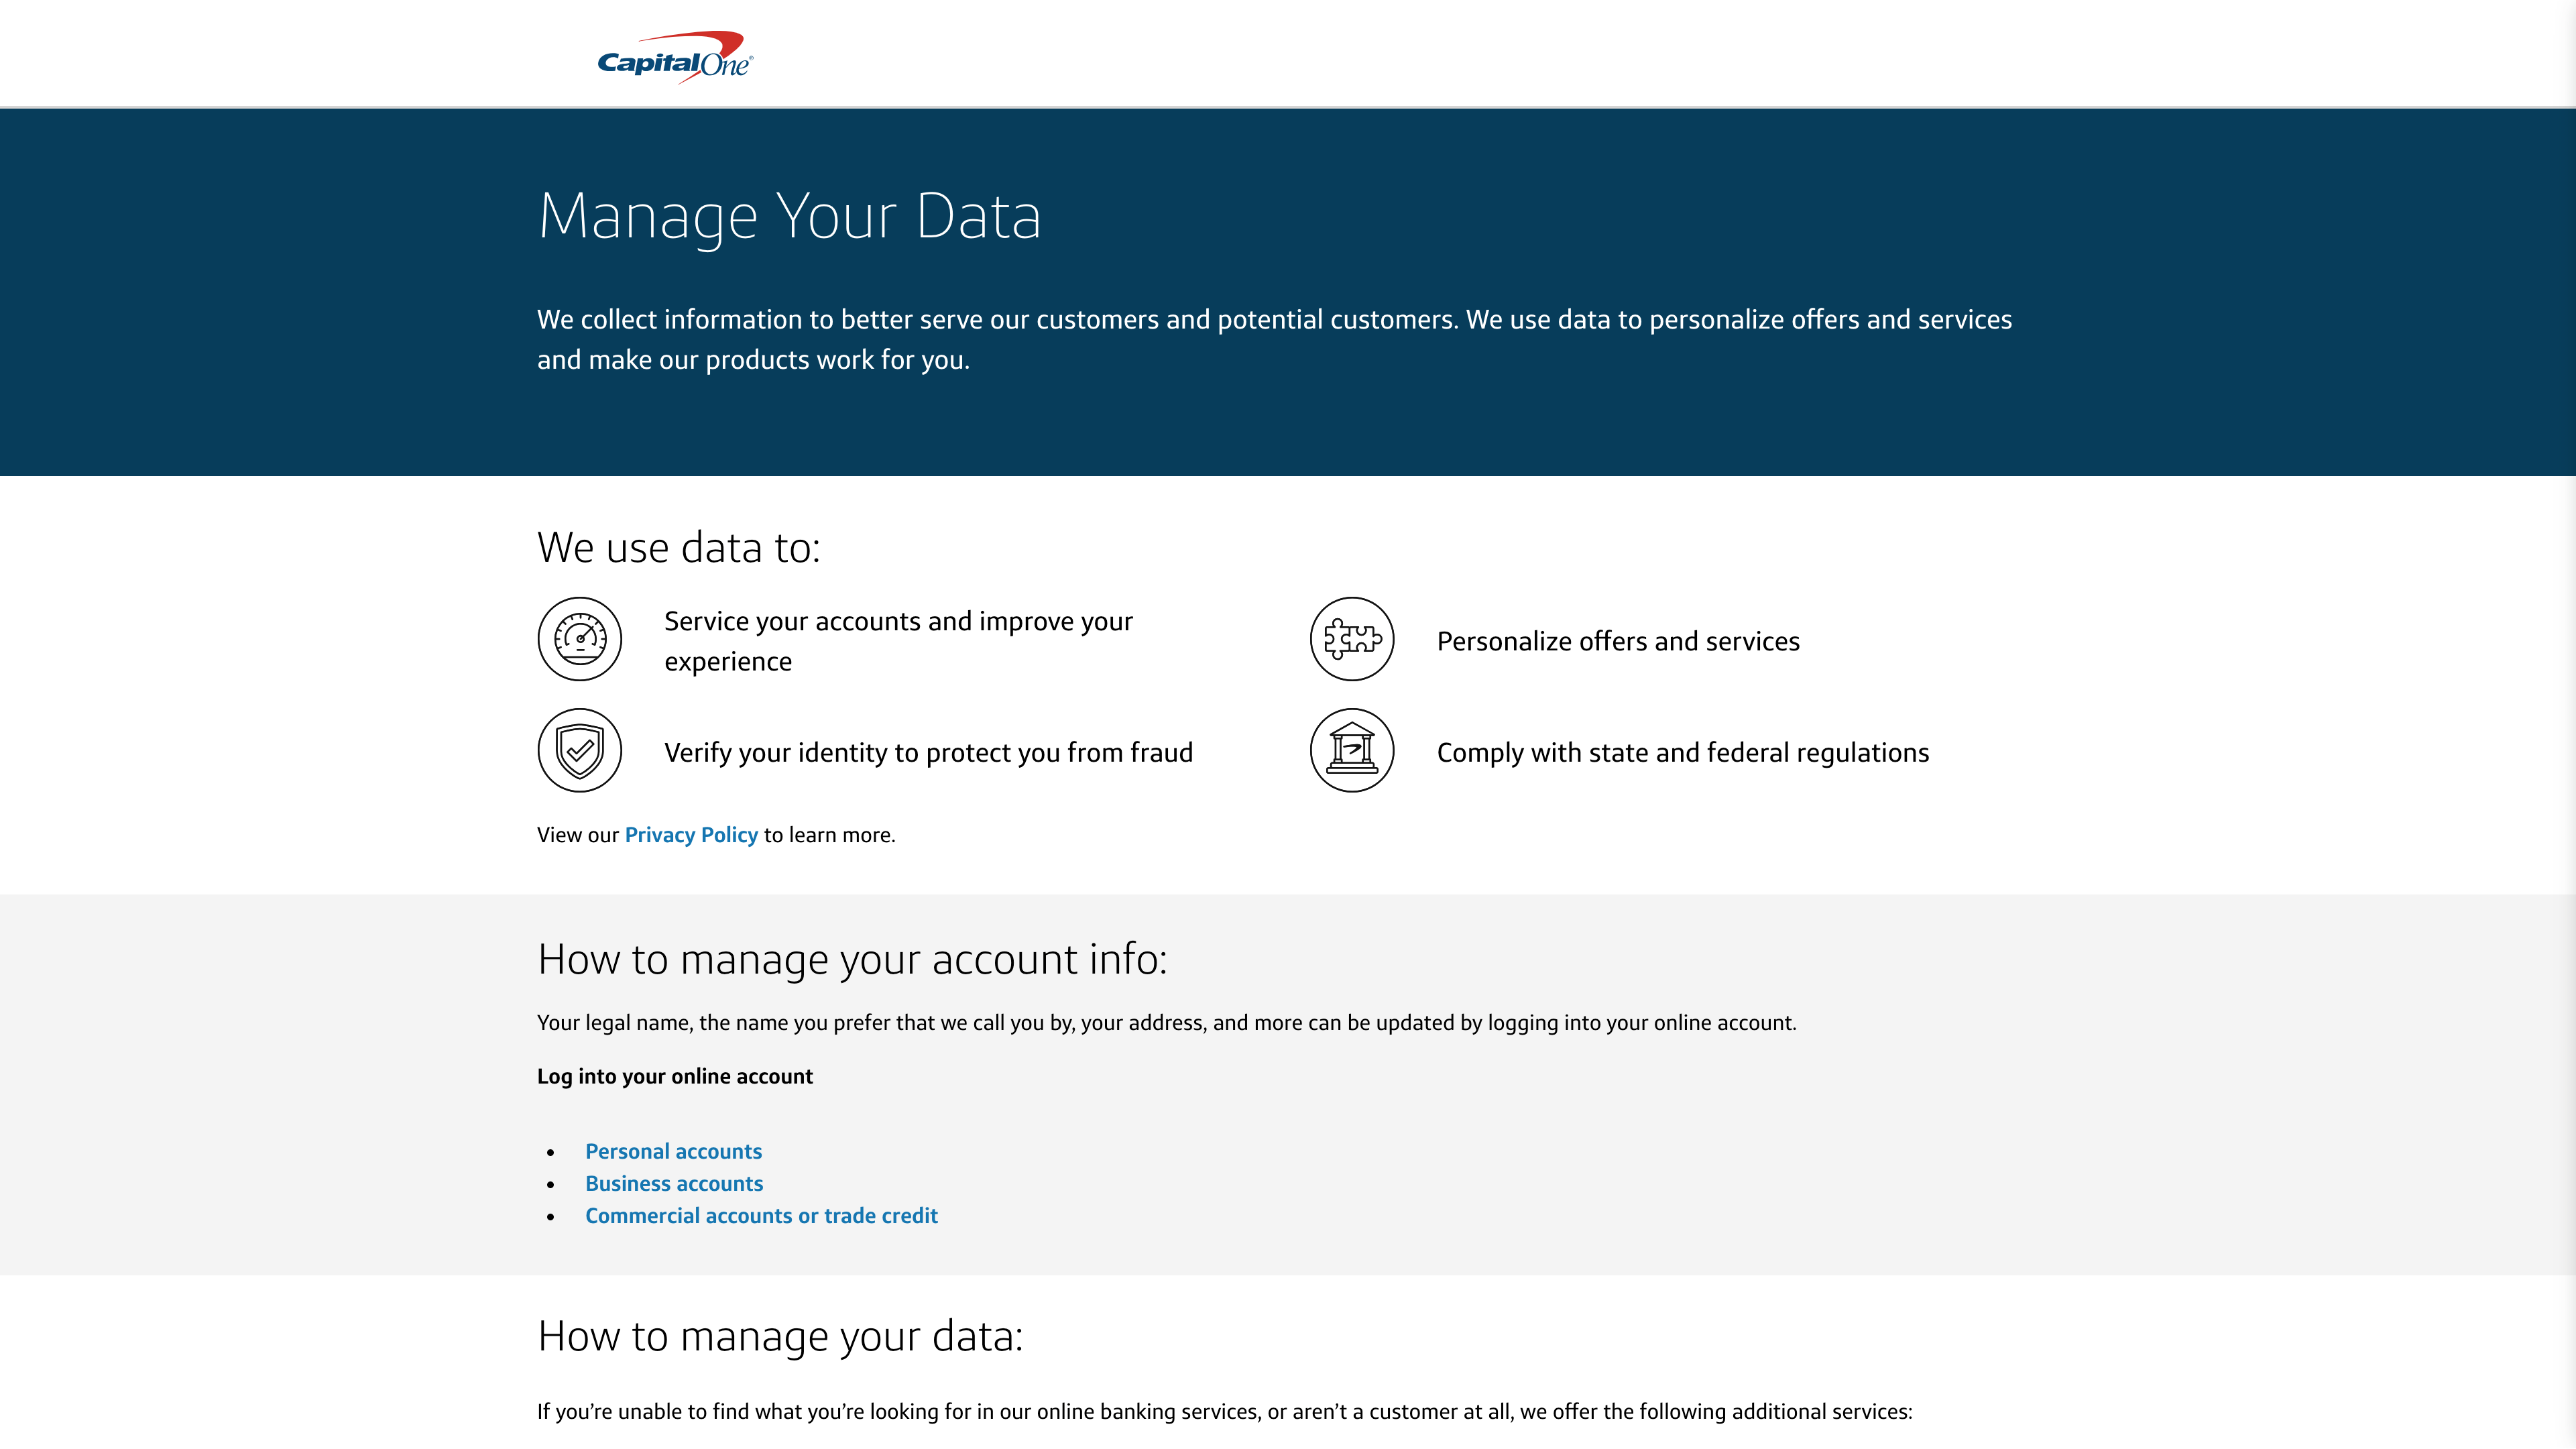 CapitalOne®
Manage Your Data
We collect information to better serve our customers and potential customers. We use data to personalize offers and services
and make our products work for you.
We use data to:
Service your accounts and improve your
experience
Personalize offers and services
Verify your identity to protect you from fraud
Comply with state and federal regulations
View our Privacy Policy to learn more.
How to manage your account info:
Your legal name, the name you prefer that we call you by, your address, and more can be updated by logging into your online account.
Log into your online account
• Personal accounts
• Business accounts
• Commercial accounts or trade credit
How to manage your data:
If you’re unable to find what you’re looking for in our online banking services, or aren’t a customer at all, we offer the following additional services: